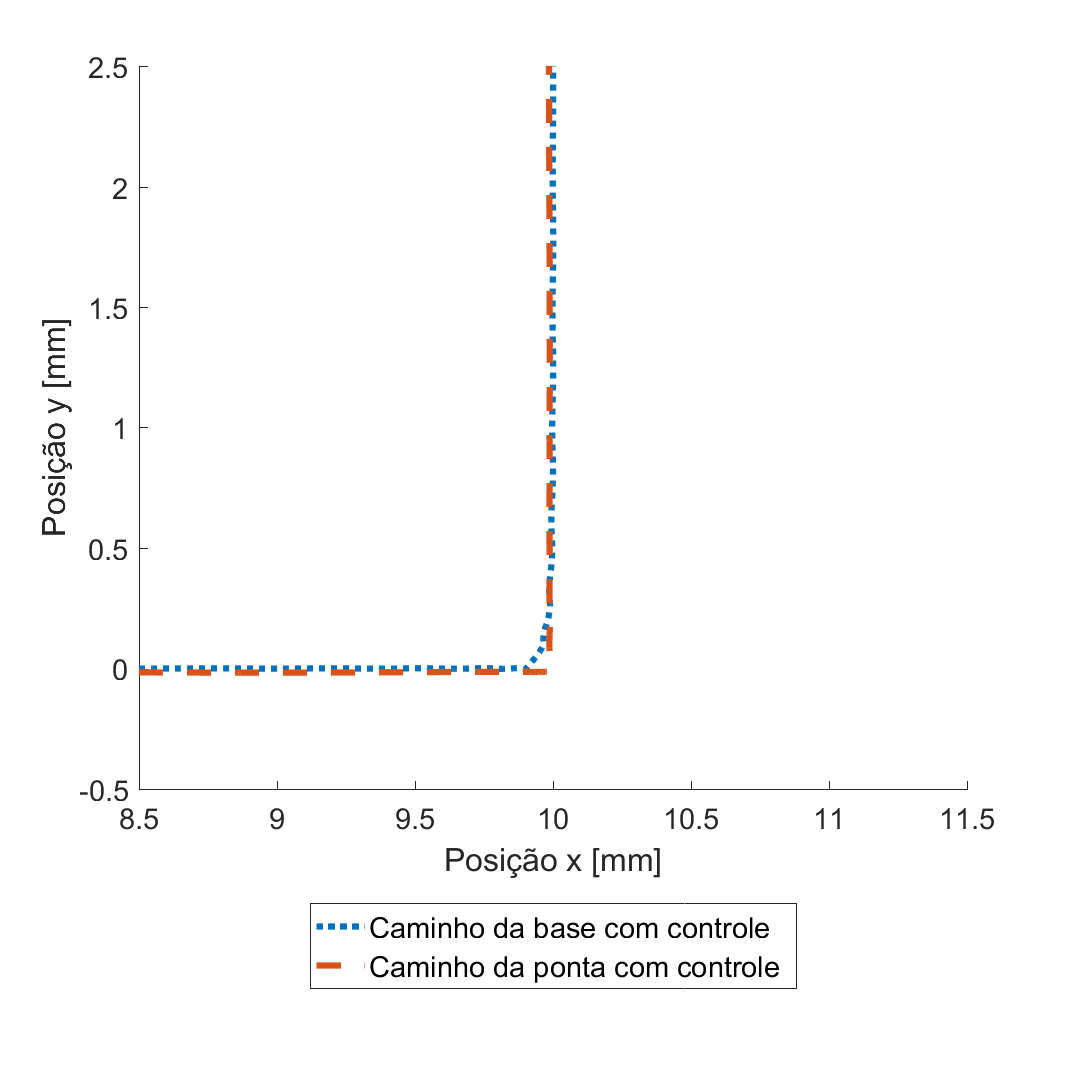 2.5
2
1.5
1
0.5
0
-0.5
Posição y [mm]
8.5 9 9.5 10 10.5 11 11.5
Posição x [mm]
Caminho da base com controle
Caminho da ponta com controle